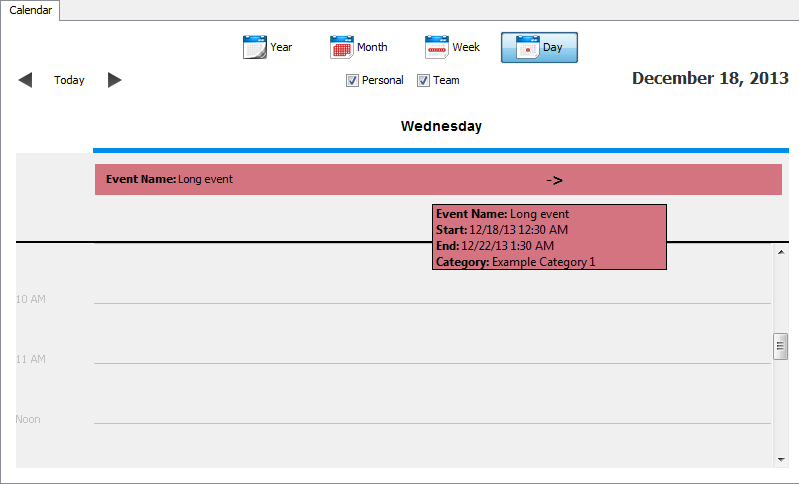 Calendar
Year Month Week Day
Today Personal Team December 18, 2013
Wednesday
Event Name: Long event ->
Event Name: Long event
Start: 12/18/13 12:30 AM
End: 12/22/13 1:30 AM
Category: Example Category 1
10 AM
11 AM
Noon